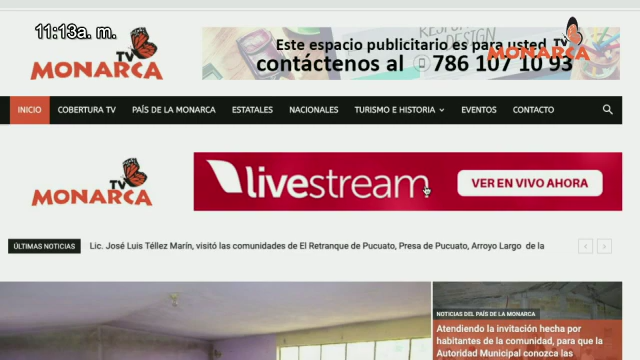 11:13a. m.
TV
MONARCA
Este espacio publicitario es para usted
contáctenos al 786 107 10 93
TV
MONARCA
INICIO COBERTURA TV PAÍS DE LA MONARCA ESTATALES NACIONALES TURISMO E HISTORIA EVENTOS CONTACTO
TV
MONARCA
livestream
VER EN VIVO AHORA
ÚLTIMAS NOTICIAS
Lic. José Luis Téllez Marín, visitó las comunidades de El Retranque de Pucuato, Presa de Pucuato, Arroyo Largo de la
NOTICIAS DEL PAÍS DE LA MONARCA
Atendiendo la invitación hecha por
habitantes de la comunidad, para que la
Autoridad Municipal conozca las